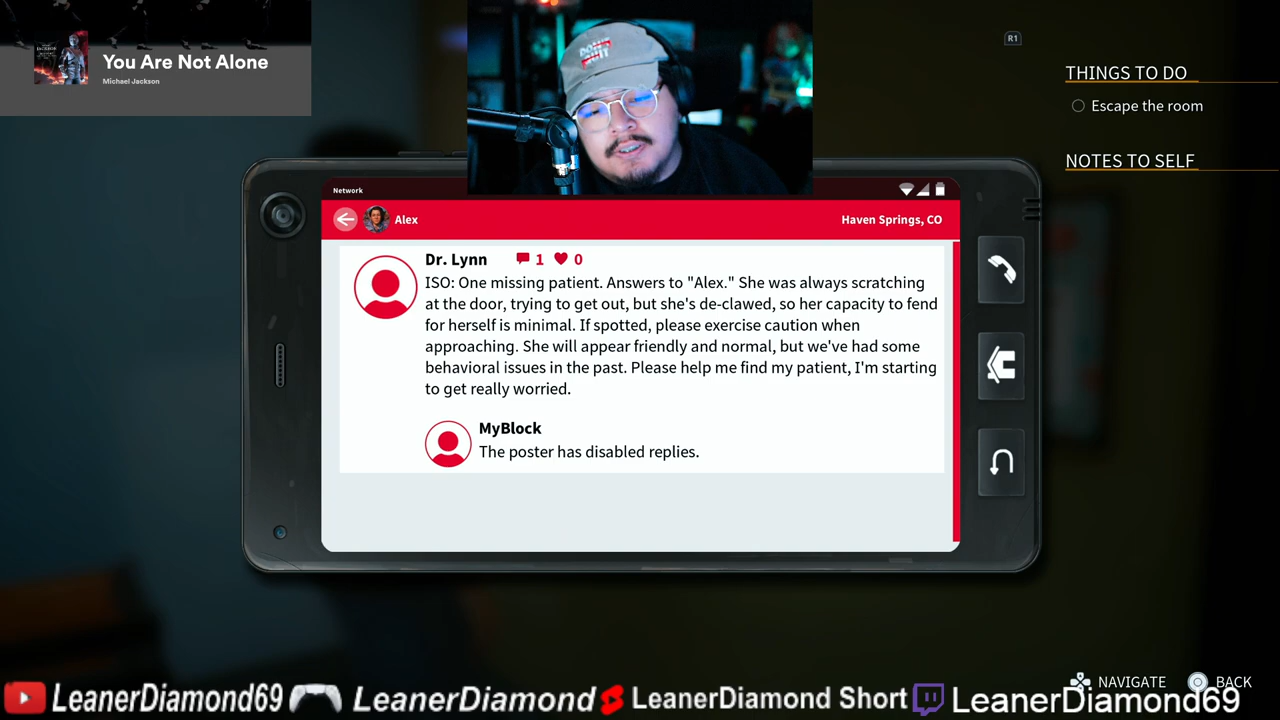 You Are Not Alone
Michael Jackson
R1
THINGS TO DO
Escape the room
NOTES TO SELF
Network
Alex
Haven Springs, CO
Dr. Lynn 1 0
ISO: One missing patient. Answers to "Alex." She was always scratching
at the door, trying to get out, but she's de-clawed, so her capacity to fend
for herself is minimal. If spotted, please exercise caution when
approaching. She will appear friendly and normal, but we've had some
behavioral issues in the past. Please help me find my patient, I'm starting
to get really worried.
MyBlock
The poster has disabled replies.
NAVIGATE BACK
LeanerDiamond69 LeanerDiamond LeanerDiamond Short LeanerDiamond69